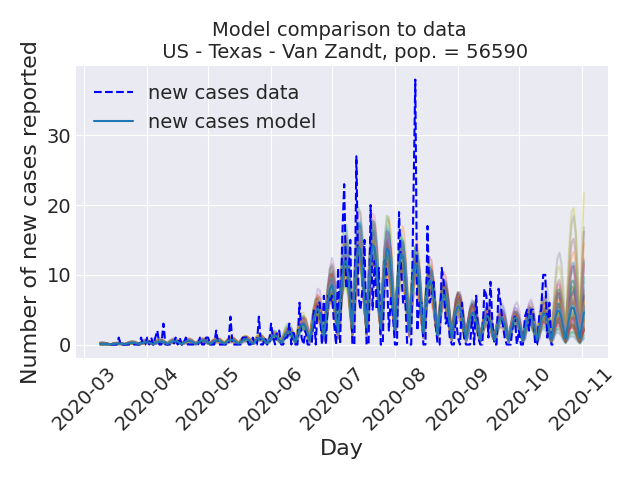 Model comparison to data
US - Texas - Van Zandt, pop. = 56590
Number of new cases reported
new cases data
new cases model
30
20
10
0
2020-03
2020-04
2020-05
2020-06
2020-07
2020-08
2020-09
2020-10
2020-11
Day